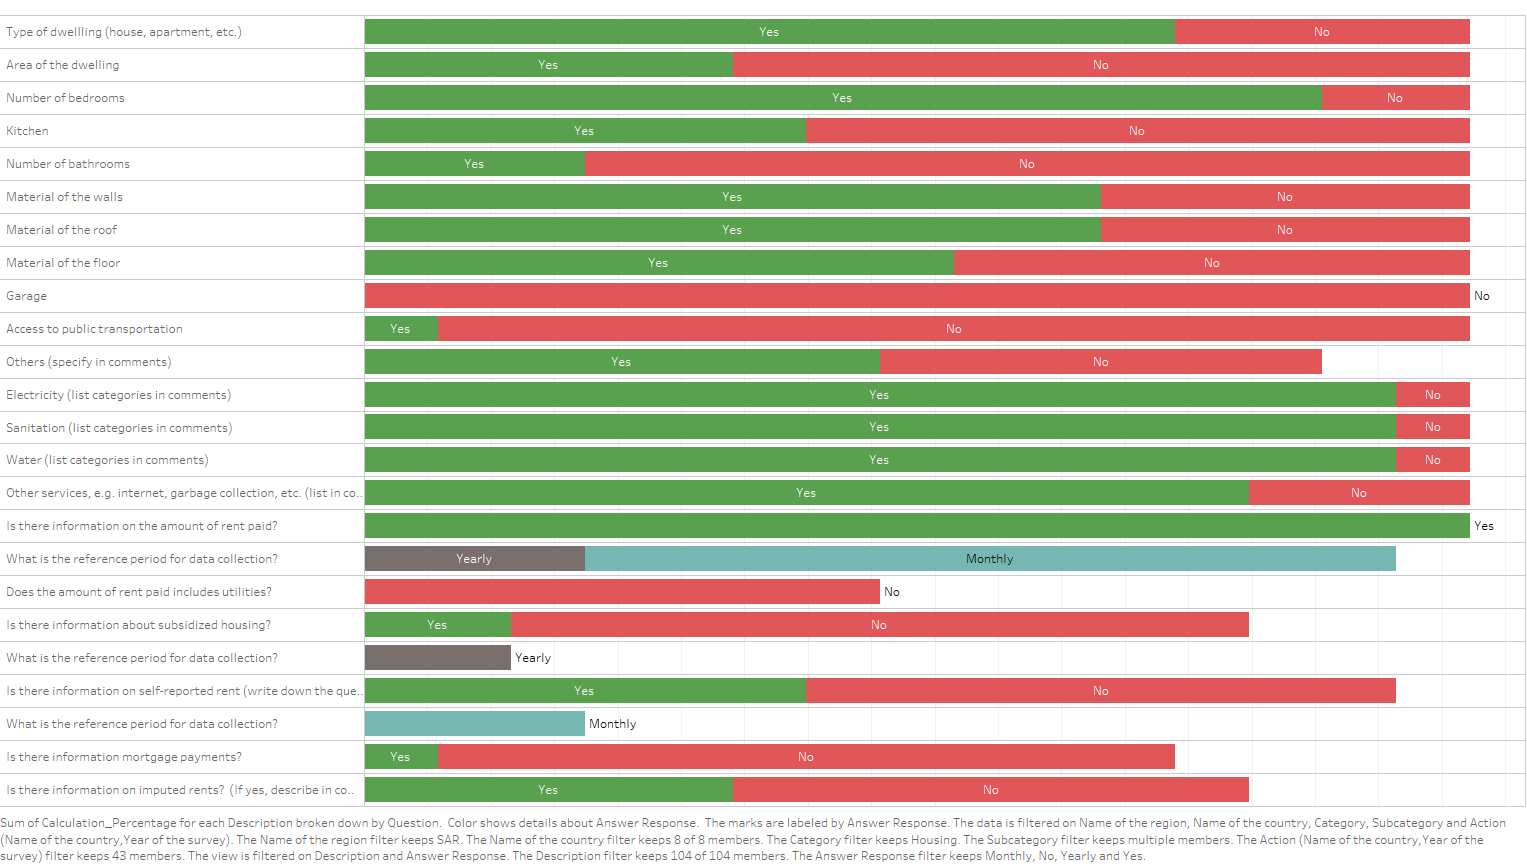 Type of dwellling (house, apartment, etc.) Yes No
Area of the dwelling Yes No
Number of bedrooms Yes No
Kitchen Yes No
Number of bathrooms Yes No
Material of the walls Yes No
Material of the roof Yes No
Material of the floor Yes No
Garage No
Access to public transportation Yes No
Others (specify in comments) Yes No
Electricity (list categories in comments) Yes No
Sanitation (list categories in comments) Yes No
Water (list categories in comments) Yes No
Other services, e.g. internet, garbage collection, etc. (list in co.. Yes No
Is there information on the amount of rent paid? Yes
What is the reference period for data collection? Yearly Monthly
Does the amount of rent paid includes utilities? No
Is there information about subsidized housing? Yes No
What is the reference period for data collection? Yearly
Is there information on self-reported rent (write down the que.. Yes No
What is the reference period for data collection? Monthly
Is there information mortgage payments? Yes No
Is there information on imputed rents? (If yes, describe in co.. Yes No
Sum of Calculation_Percentage for each Description broken down by Question. Color shows details about Answer Response. The marks are labeled by Answer Response. The data is filtered on Name of the region, Name of the country, Category, Subcategory and Action
(Name of the country,Year of the survey). The Name of the region filter keeps SAR. The Name of the country filter keeps 8 of 8 members. The Category filter keeps Housing. The Subcategory filter keeps multiple members. The Action (Name of the country,Year of the
survey) filter keeps 43 members. The view is filtered on Description and Answer Response. The Description filter keeps 104 of 104 members. The Answer Response filter keeps Monthly, No, Yearly and Yes.